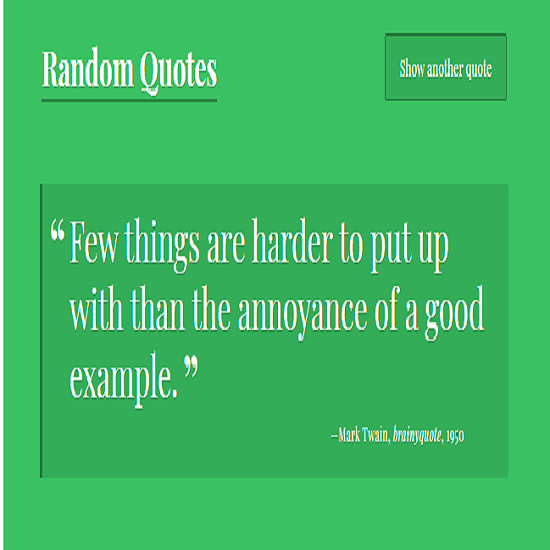 Random Quotes
Show another quote
“ Few things are harder to put up
with than the annoyance of a good
example. ”
—Mark Twain, brainyquote, 1950